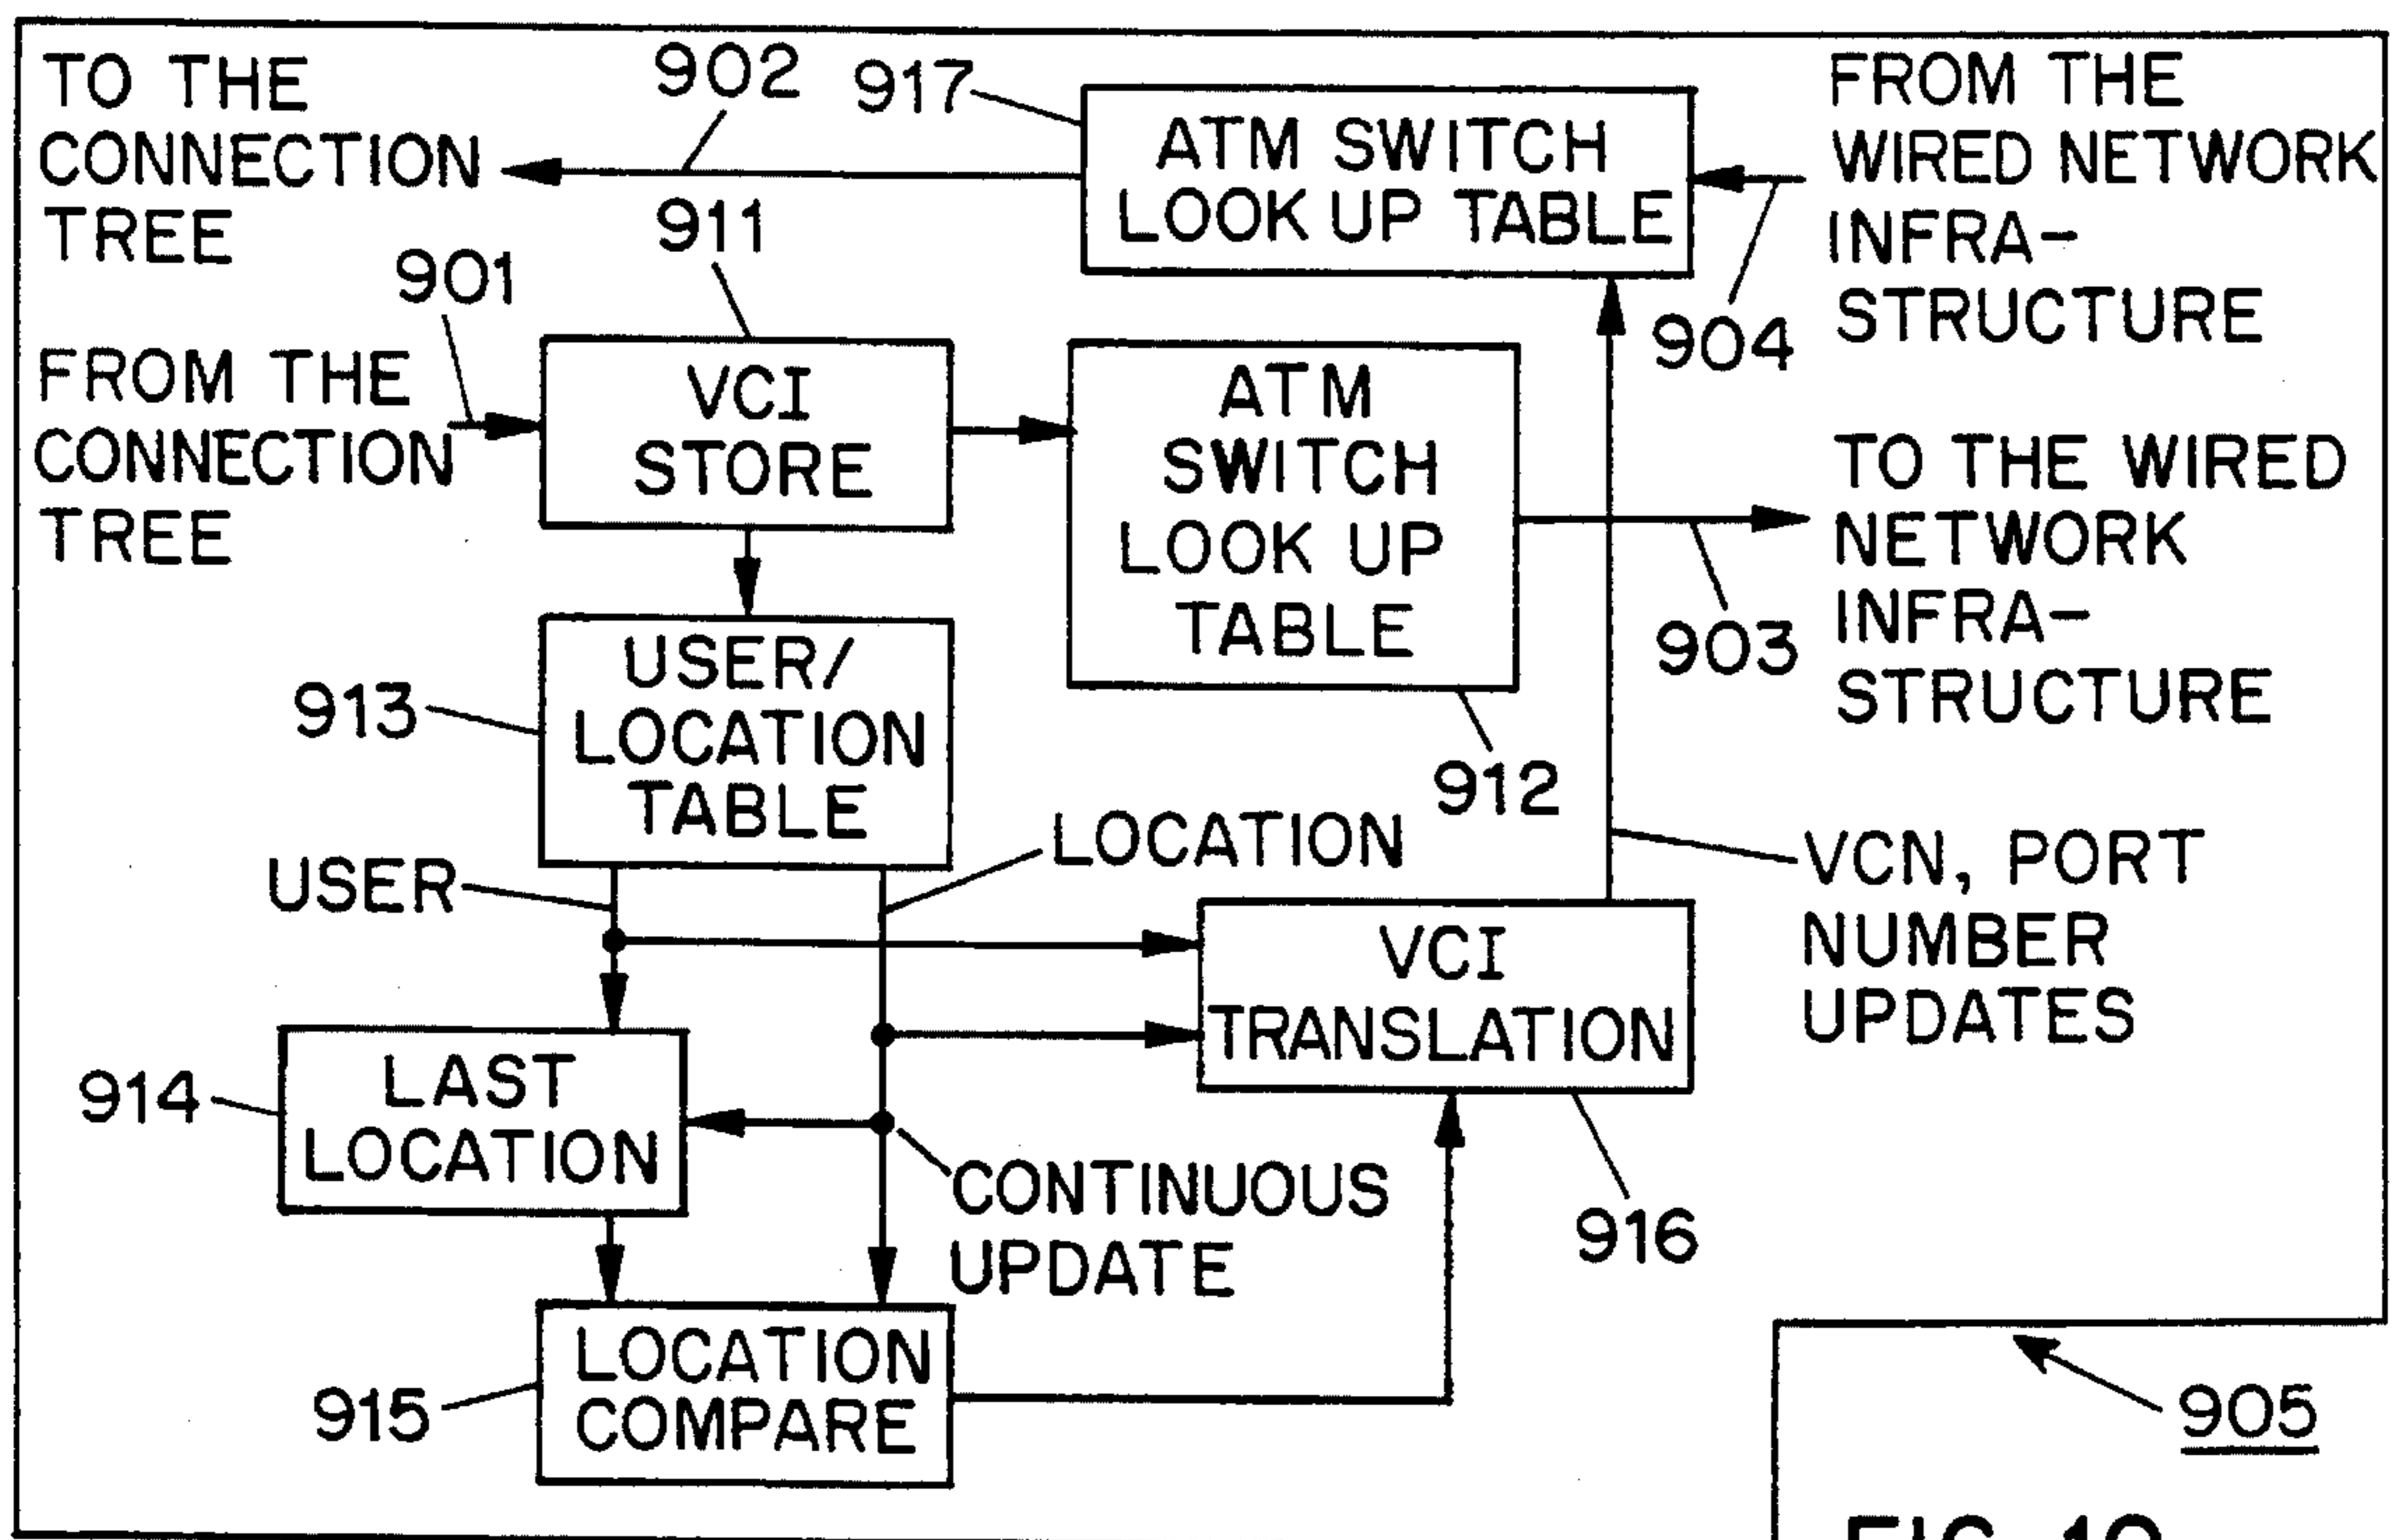 TO THE
CONNECTION
TREE
902
917
ATM SWITCH
LOOK UP TABLE
FROM THE
WIRED NETWORK
INFRA-
STRUCTURE
904
901
911
FROM THE
CONNECTION
TREE
VCI
STORE
ATM
SWITCH
LOOK UP
TABLE
912
TO THE WIRED
NETWORK
INFRA-
STRUCTURE
903
913
USER/
LOCATION
TABLE
USER
LOCATION
VCN, PORT
NUMBER
UPDATES
VCI
TRANSLATION
916
914
LAST
LOCATION
CONTINUOUS
UPDATE
915
LOCATION
COMPARE
905